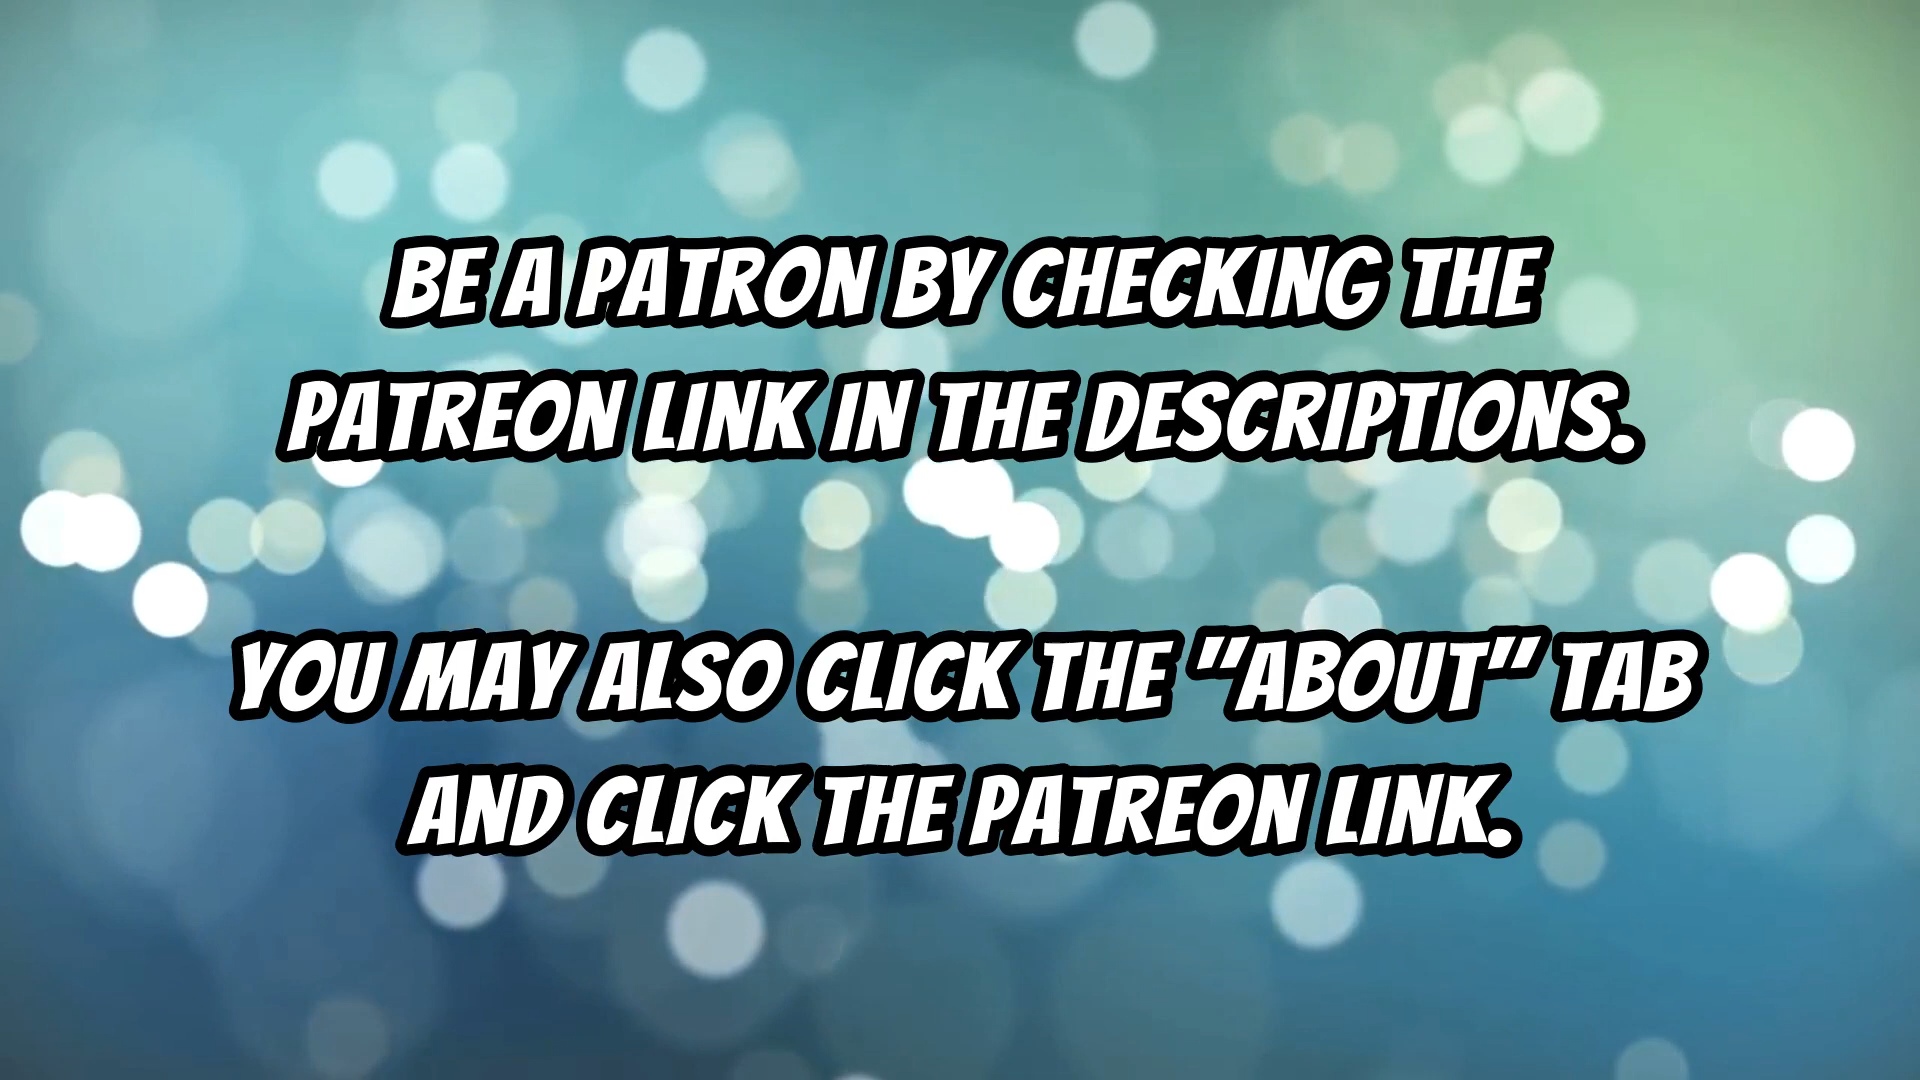 BE A PATRON BY CHECKING THE
PATREON LINK IN THE DESCRIPTIONS.
YOU MAY ALSO CLICK THE "ABOUT" TAB
AND CLICK THE PATREON LINK.